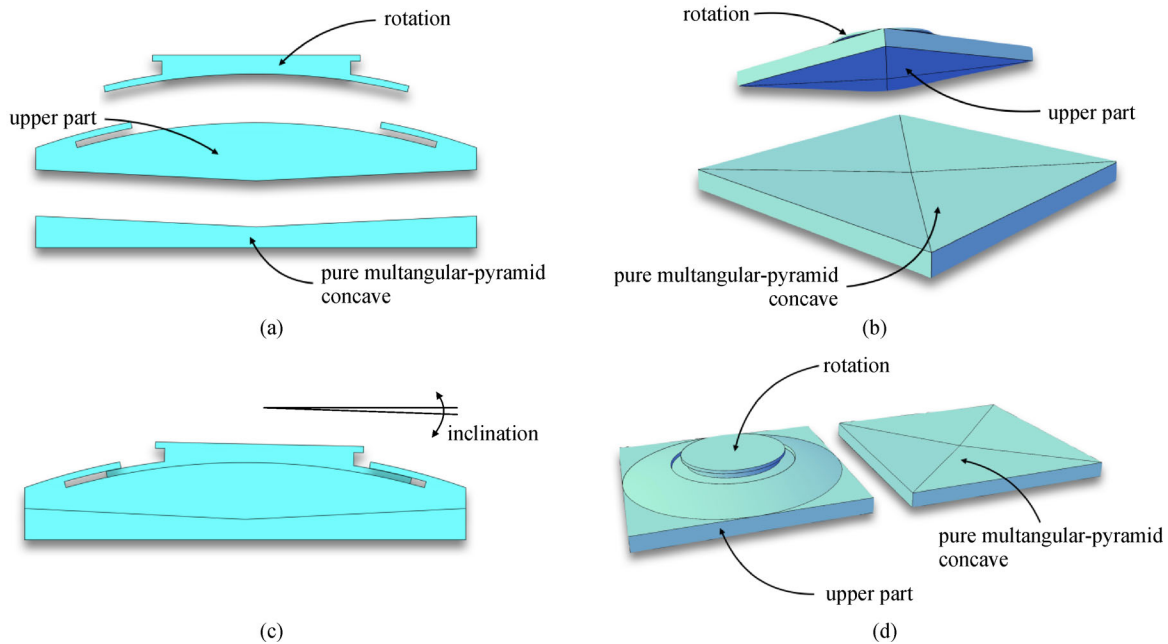 rotation
upper part
pure multangular-pyramid
concave
(a)
rotation
upper part
pure multangular-pyramid
concave
(b)
inclination
(c)
rotation
pure multangular-pyramid
concave
upper part
(d)